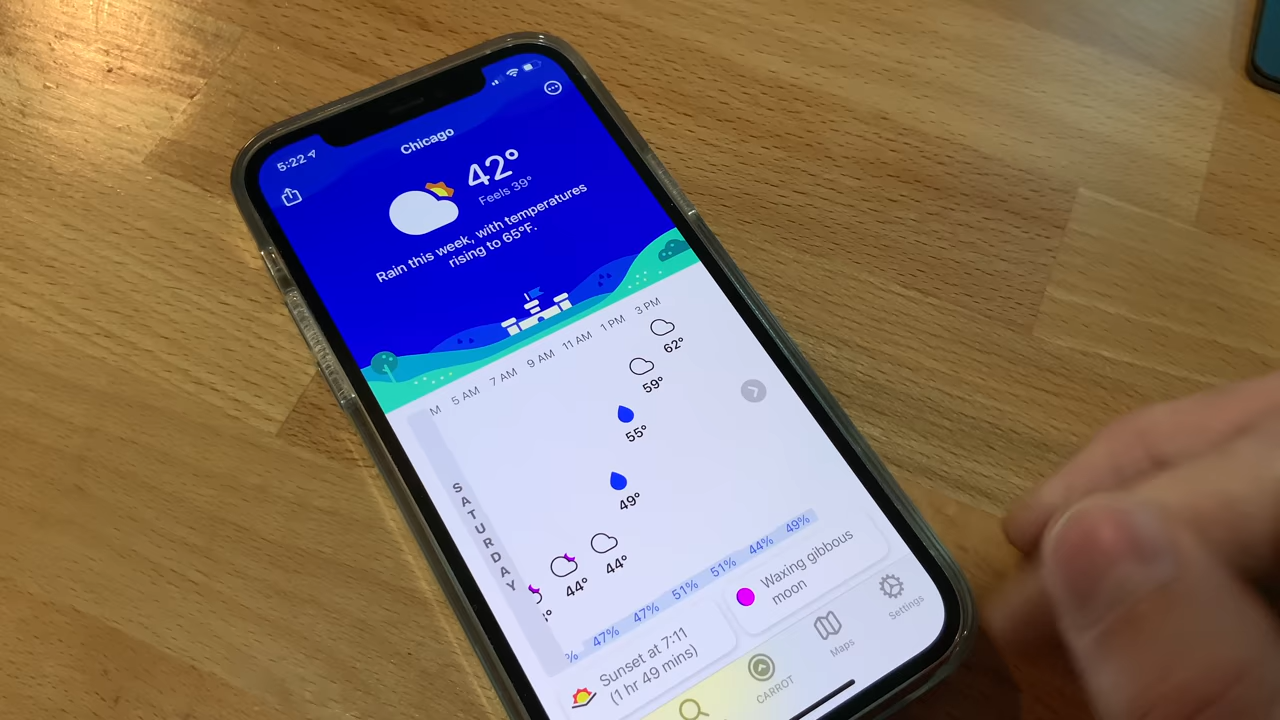 5:22
Chicago
42°
Feels 39°
Rain this week, with temperatures
rising to 65°F.
M 5 AM 7 AM 9 AM 11 AM 1 PM 3 PM
SATURDAY
62°
59°
55°
49°
44°
44°
% 47% 47% 51% 51% 44% 49%
Sunset at 7:11
(1 hr 49 mins)
Waxing gibbous
moon
CARROT
Maps
Settings